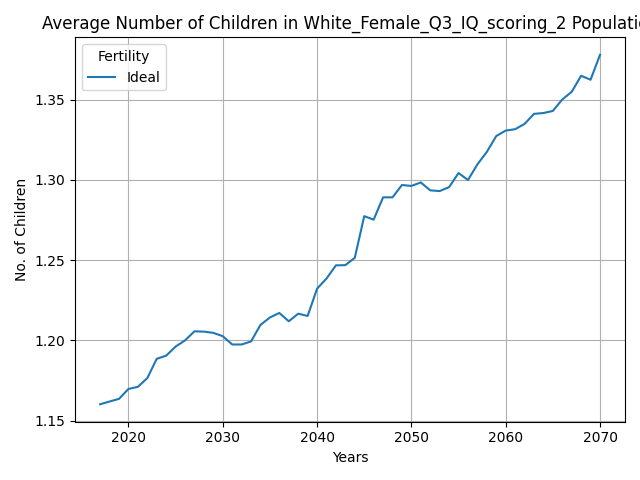 Average Number of Children in White_Female_Q3_IQ_scoring_2 Populati
Fertility
Ideal
No. of Children
1.35
1.30
1.25
1.20
1.15
2020 2030 2040 2050 2060 2070
Years